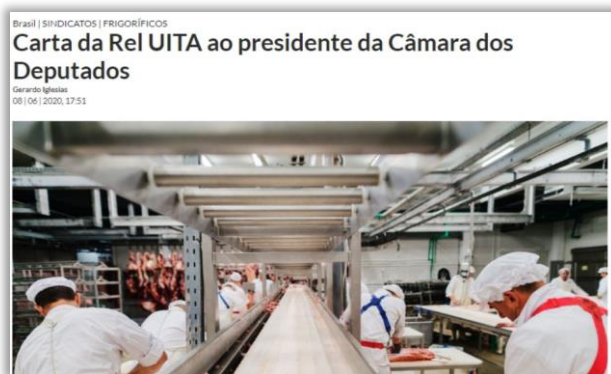 Brasil | SINDICATOS | FRIGORÍFICOS
Carta da Rel UITA ao presidente da Câmara dos
Deputados
Gerardo Iglesias
08 | 06 | 2020, 17:51